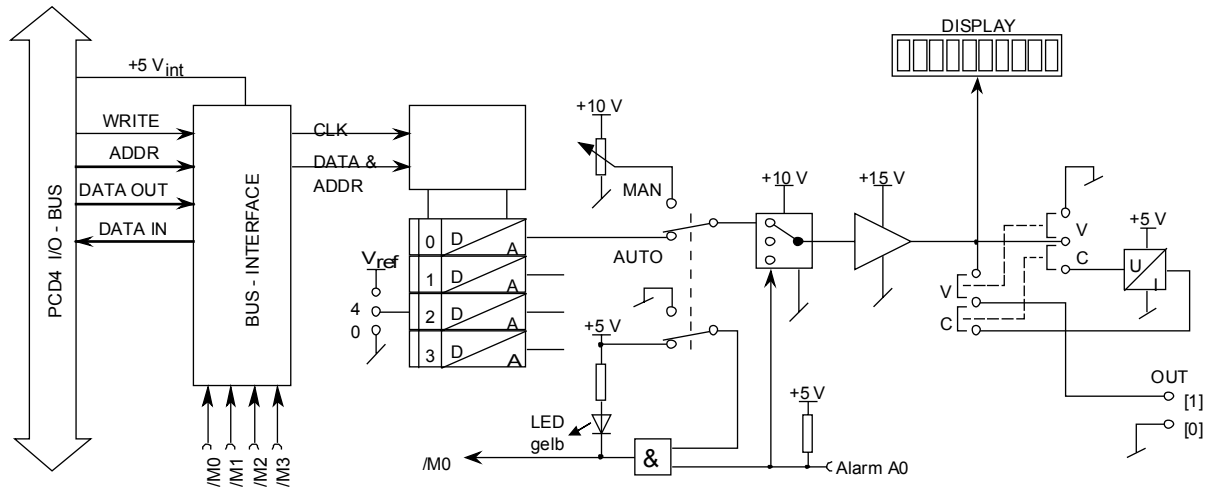 DISPLAY
+5 V int
WRITE
ADDR
DATA OUT
DATA IN
PCD4 I/O - BUS
BUS - INTERFACE
CLK
DATA &
ADDR
/M0
/M1
/M2
/M3
0 D A
1 D A
2 D A
3 D A
Vref
4
0
+10 V
MAN
AUTO
+5 V
LED
gelb
/M0
&
+10 V
+15 V
+5 V
Alarm A0
V
C
V
C
+5 V
U
I
OUT
[1]
[0]